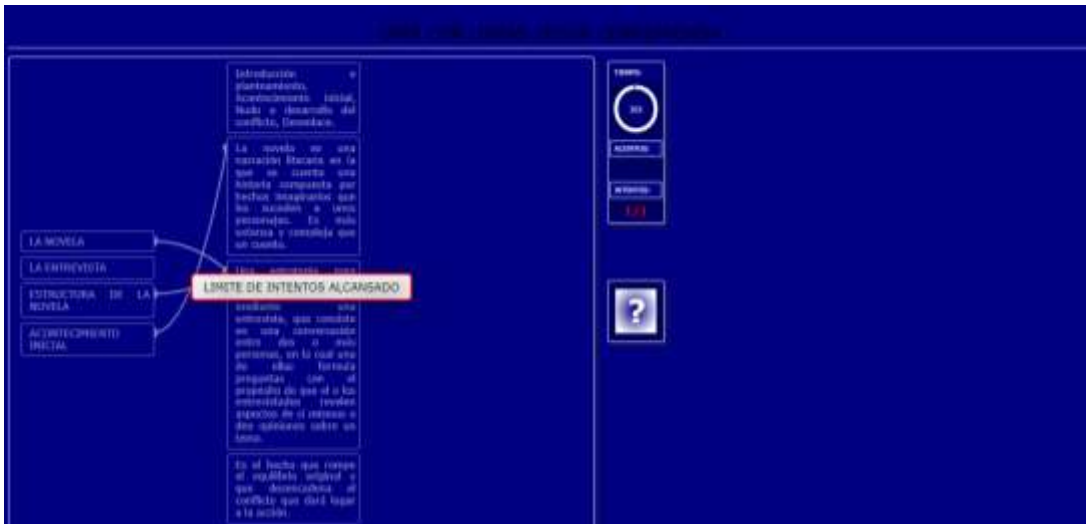 Introducción o
planteamiento,
Acontecimiento inicial,
Nudo o desarrollo del
conflicto, Desenlace.
La novela es una
narración literaria en la
que se cuenta una
historia compuesta por
hechos imaginarios que
les suceden a unos
personajes. Es más
extensa y compleja que
un cuento.
LA NOVELA
LA ENTREVISTA
ESTRUCTURA DE LA
NOVELA
ACONTECIMIENTO
INICIAL
LIMITE DE INTENTOS ALCANSADO
mediante una
entrevista, que consiste
en una conversación
entre dos o más
personas, en la cual una
de ellas formula
preguntas con el
propósito de que el o los
entrevistados revelen
aspectos de sí mismos o
den opiniones sobre un
tema.
Es el hecho que rompe
el equilibrio original y
que desencadena el
conflicto que dará lugar
a la acción.
TIEMPO:
ACIERTOS:
INTENTOS:
?